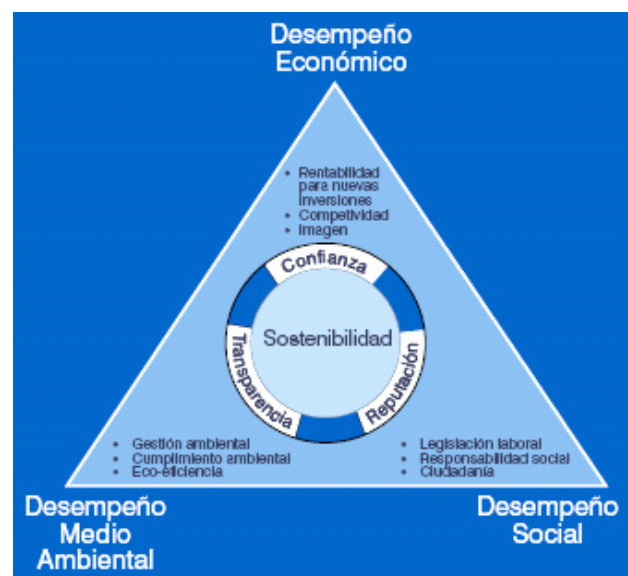 Desempeño
Económico
• Rentabilidad
para nuevas
inversiones
• Competividad
• Imagen
Confianza
Sostenibilidad
Transparencia
Reputación
• Gestión ambiental
• Cumplimiento ambiental
• Eco-eficiencia
• Legislación laboral
• Responsabilidad social
• Ciudadanía
Desempeño
Medio
Ambiental
Desempeño
Social